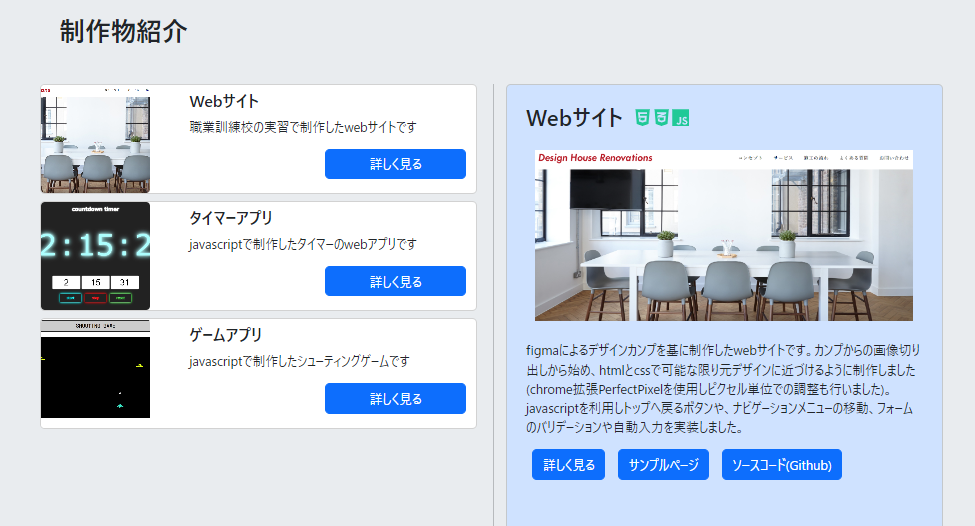 制作物紹介
Webサイト
職業訓練校の実習で制作したwebサイトです
詳しく見る
countdown timer
2:15:2
2 15 31
start stop reset
タイマーアプリ
javascriptで制作したタイマーのwebアプリです
詳しく見る
SHOOTING GAME
ゲームアプリ
javascriptで制作したシューティングゲームです
詳しく見る
Webサイト
JS
Design House Renovations
コンセプト サービス 施工の流れ よくある質問 お問い合わせ
figmaによるデザインカンプを基に制作したwebサイトです。カンプからの画像切り
出しから始め、htmlとcssで可能な限り元デザインに近づけるように制作しました
(chrome拡張PerfectPixelを使用しピクセル単位での調整も行いました)。
javascriptを利用しトップへ戻るボタンや、ナビゲーションメニューの移動、フォーム
のバリデーションや自動入力を実装しました。
詳しく見る サンプルページ ソースコード(Github)